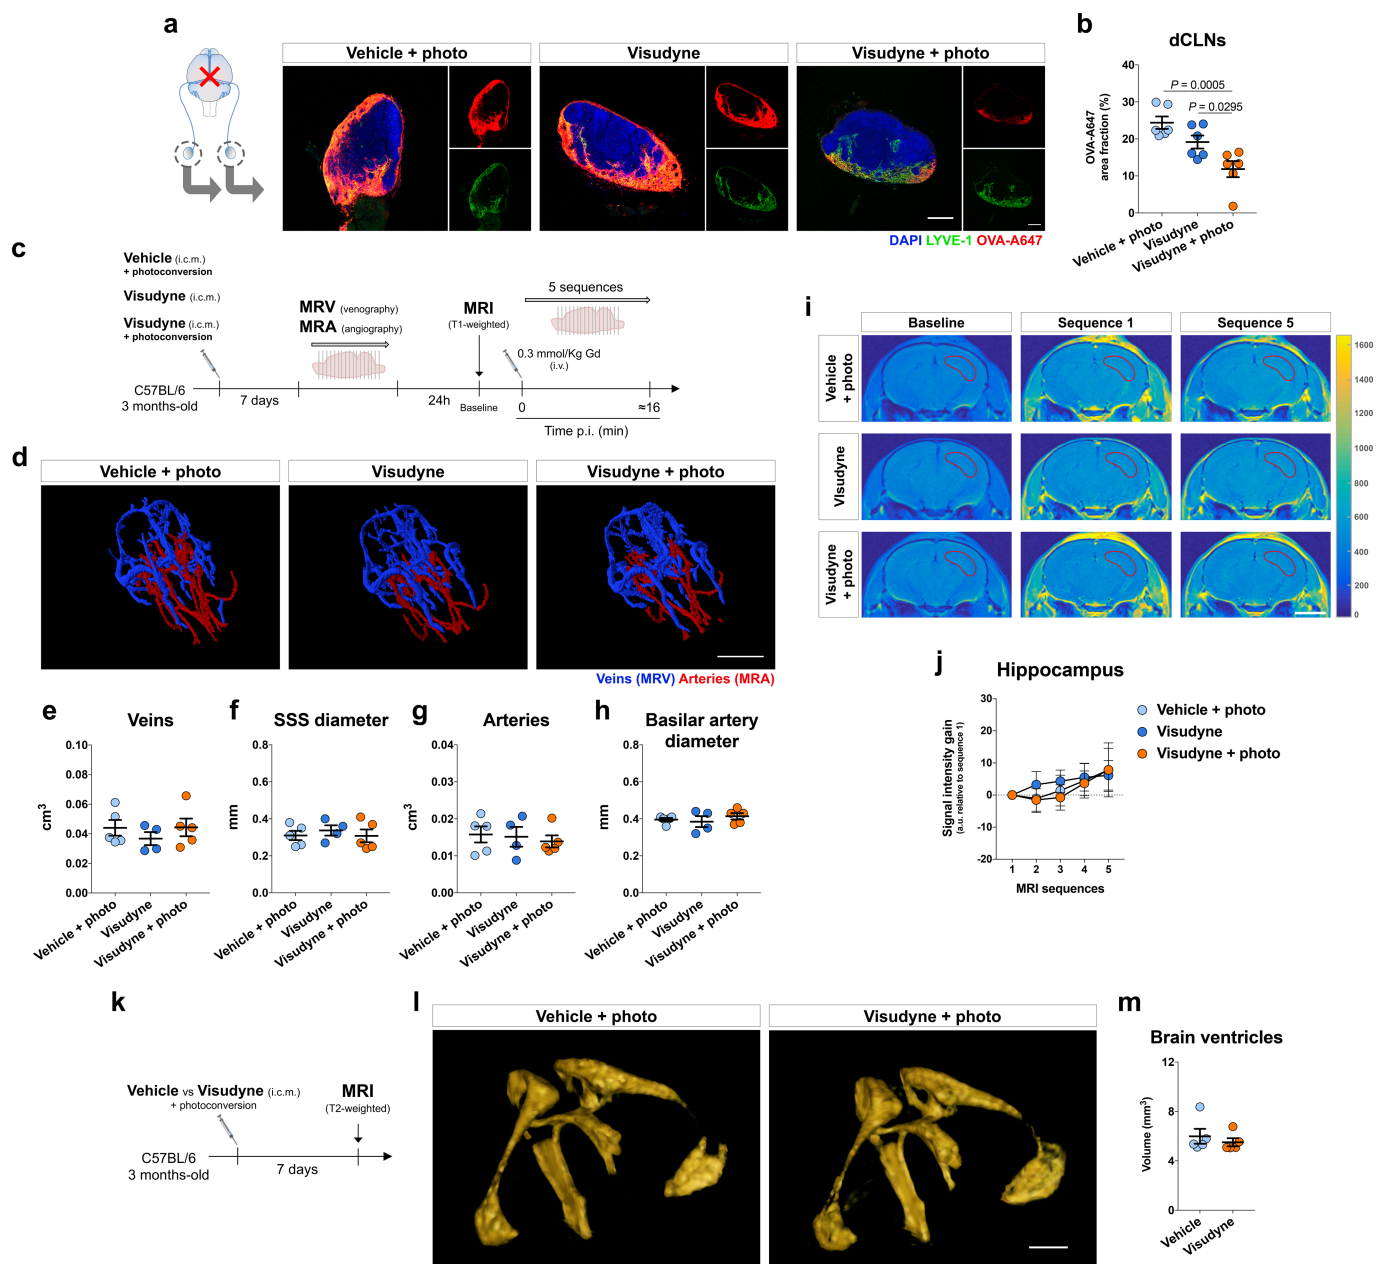 a
Vehicle + photo
Visudyne
Visudyne + photo
DAPI LYVE-1 OVA-A647
b
dCLNs
OVA-A647
area fraction (%)
40
30
20
10
0
P = 0.0005
P = 0.0295
Vehicle + photo
Visudyne
Visudyne + photo
c
Vehicle (i.c.m.)
+ photoconversion
Visudyne (i.c.m.)
Visudyne (i.c.m.)
+ photoconversion
MRV (venography)
MRA (angiography)
MRI
(T1-weighted)
5 sequences
0.3 mmol/Kg Gd
(i.v.)
C57BL/6
3 months-old
7 days
24h
Baseline
0
≈16
Time p.i. (min)
d
Vehicle + photo
Visudyne
Visudyne + photo
Veins (MRV) Arteries (MRA)
e
Veins
cm3
0.10
0.08
0.06
0.04
0.02
0.00
Vehicle + photo
Visudyne
Visudyne + photo
f
SSS diameter
mm
0.8
0.6
0.4
0.2
0.0
Vehicle + photo
Visudyne
Visudyne + photo
g
Arteries
cm3
0.04
0.03
0.02
0.01
0.00
Vehicle + photo
Visudyne
Visudyne + photo
h
Basilar artery
diameter
mm
0.8
0.6
0.4
0.2
0.0
Vehicle + photo
Visudyne
Visudyne + photo
i
Baseline
Sequence 1
Sequence 5
Vehicle
+ photo
Visudyne
Visudyne
+ photo
1600
1400
1200
1000
800
600
400
200
0
j
Hippocampus
Signal intensity gain
(a.u. relative to sequence 1)
30
20
10
0
-10
-20
1 2 3 4 5
MRI sequences
Vehicle + photo
Visudyne
Visudyne + photo
k
Vehicle vs Visudyne (i.c.m.)
+ photoconversion
MRI
(T2-weighted)
C57BL/6
3 months-old
7 days
l
Vehicle + photo
Visudyne + photo
m
Brain ventricles
Volume (mm3)
12
8
4
0
Vehicle
Visudyne